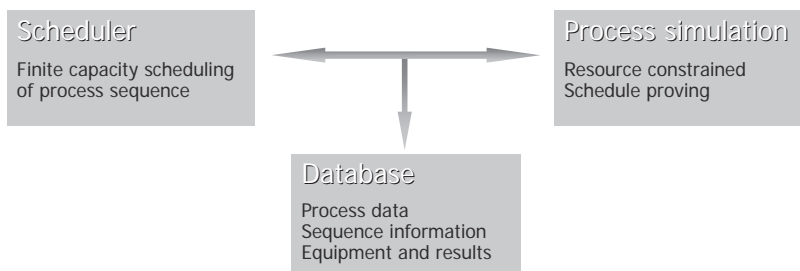 Scheduler
Finite capacity scheduling
of process sequence
Process simulation
Resource constrained
Schedule proving
Database
Process data
Sequence information
Equipment and results